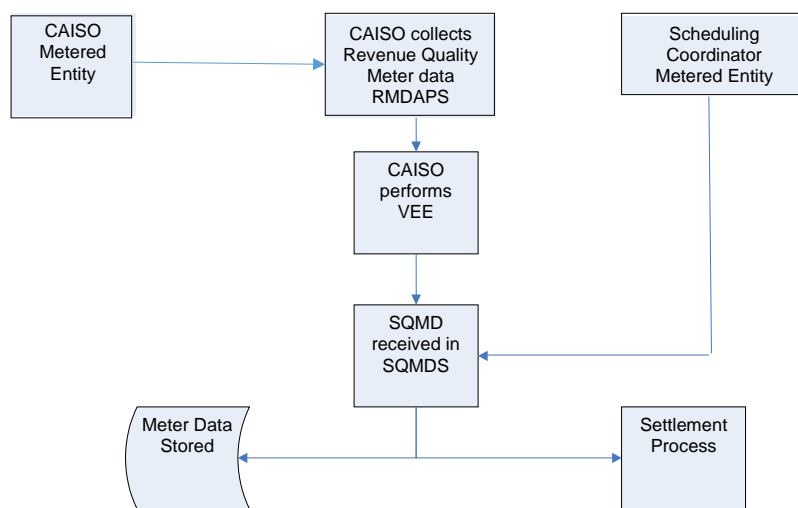 CAISO
Metered
Entity
CAISO collects
Revenue Quality
Meter data
RMDAPS
Scheduling
Coordinator
Metered Entity
CAISO
performs
VEE
SQMD
received in
SQMDS
Meter Data
Stored
Settlement
Process